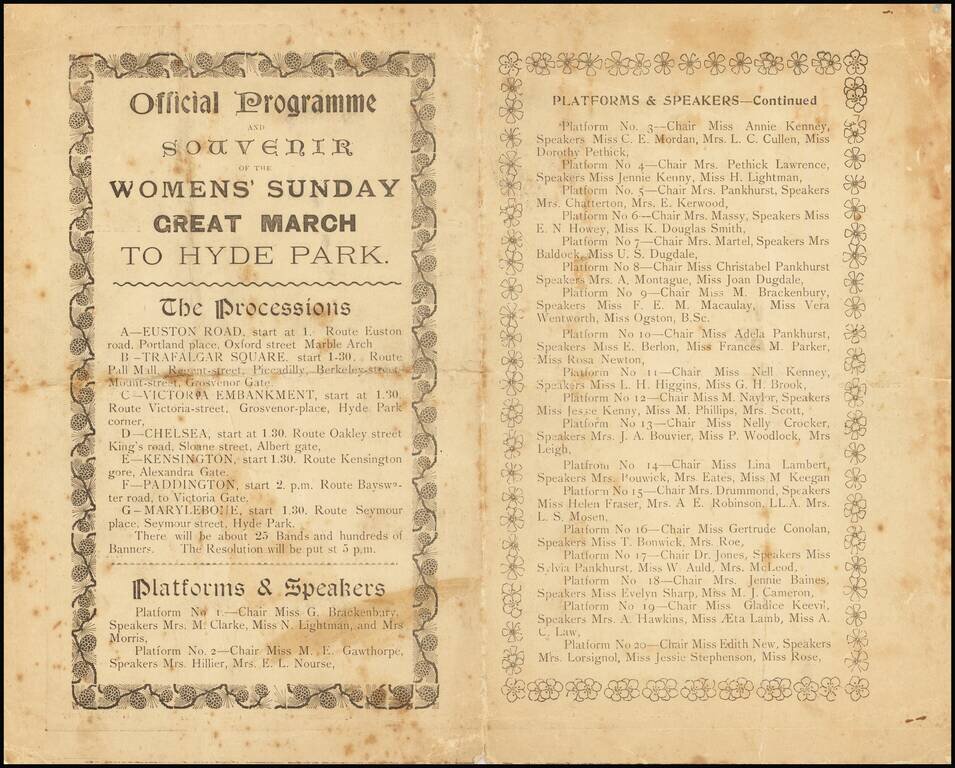 Official Programme
AND
SOUVENIR
OF THE
WOMENS' SUNDAY
GREAT MARCH
TO HYDE PARK.
The Processions
A—EUSTON ROAD, start at 1. Route Euston
road, Portland place, Oxford street Marble Arch
B—TRAFALGAR SQUARE. start 1-30. Route
Pall Mall, Regent-street, Piccadilly, Berkeley-street,
Mount-street, Grosvenor Gate.
C—VICTORIA EMBANKMENT, start at 1.30.
Route Victoria-street, Grosvenor-place, Hyde Park
corner,
D—CHELSEA, start at 1.30. Route Oakley street
King's road, Sloane street, Albert gate,
E—KENSINGTON, start 1.30. Route Kensington
gore, Alexandra Gate.
F—PADDINGTON, start 2. p.m. Route Bayswa-
ter road, to Victoria Gate.
G—MARYLEBONE, start 1.30. Route Seymour
place, Seymour street, Hyde Park.
There will be about 25 Bands and hundreds of
Banners. The Resolution will be put st 5 p.m.
Platforms & Speakers
Platform No 1.—Chair Miss G. Brackenbury,
Speakers Mrs. M. Clarke, Miss N. Lightman, and Mrs
Morris,
Platform No. 2—Chair Miss M. E. Gawthorpe,
Speakers Mrs. Hillier, Mrs. E. L. Nourse,
PLATFORMS & SPEAKERS—Continued
Platform No. 3—Chair Miss Annie Kenney,
Speakers Miss C. E. Mordan, Mrs. L. C. Cullen, Miss
Dorothy Pethick,
Platform No 4—Chair Mrs. Pethick Lawrence,
Speakers Miss Jennie Kenny, Miss H. Lightman,
Platform No. 5—Chair Mrs. Pankhurst, Speakers
Mrs. Chatterton, Mrs. E. Kerwood,
Platform No 6—Chair Mrs. Massy, Speakers Miss
E. N Howey, Miss K. Douglas Smith,
Platform No 7—Chair Mrs. Martel, Speakers Mrs
Baldock, Miss U. S. Dugdale,
Platform No 8—Chair Miss Christabel Pankhurst
Speakers Mrs. A. Montague, Miss Joan Dugdale,
Platform No 9—Chair Miss M. Brackenbury,
Speakers Miss F. E. M. Macaulay, Miss Vera
Wentworth, Miss Ogston, B.Sc.
Platform No 10—Chair Miss Adela Pankhurst,
Speakers Miss E. Berlon, Miss Frances M. Parker,
Miss Rosa Newton,
Platform No 11—Chair Miss Nell Kenney,
Speakers Miss L. H. Higgins, Miss G. H. Brook,
Platform No 12—Chair Miss M. Naylor, Speakers
Miss Jessie Kenny, Miss M. Phillips, Mrs. Scott,
Platform No 13—Chair Miss Nelly Crocker,
Speakers Mrs. J. A. Bouvier, Miss P. Woodlock, Mrs
Leigh,
Platfrom No 14—Chair Miss Lina Lambert,
Speakers Mrs. Bouwick, Mrs. Eates, Miss M Keegan
Platform No 15—Chair Mrs. Drummond, Speakers
Miss Helen Fraser, Mrs. A E. Robinson, LL.A. Mrs.
L. S. Mosen,
Platform No 16—Chair Miss Gertrude Conolan,
Speakers Miss T. Bonwick, Mrs. Roe,
Platform No 17—Chair Dr. Jones, Speakers Miss
Sylvia Pankhurst, Miss W. Auld, Mrs. McLeod,
Platform No 18—Chair Mrs. Jennie Baines,
Speakers Miss Evelyn Sharp, Miss M. J. Cameron,
Platform No 19—Chair Miss Gladice Keevil,
Speakers Mrs. A. Hawkins, Miss Æta Lamb, Miss A.
C. Law,
Platform No 20—Chair Miss Edith New, Speakers
Mrs. Lorsignol, Miss Jessie Stephenson, Miss Rose,